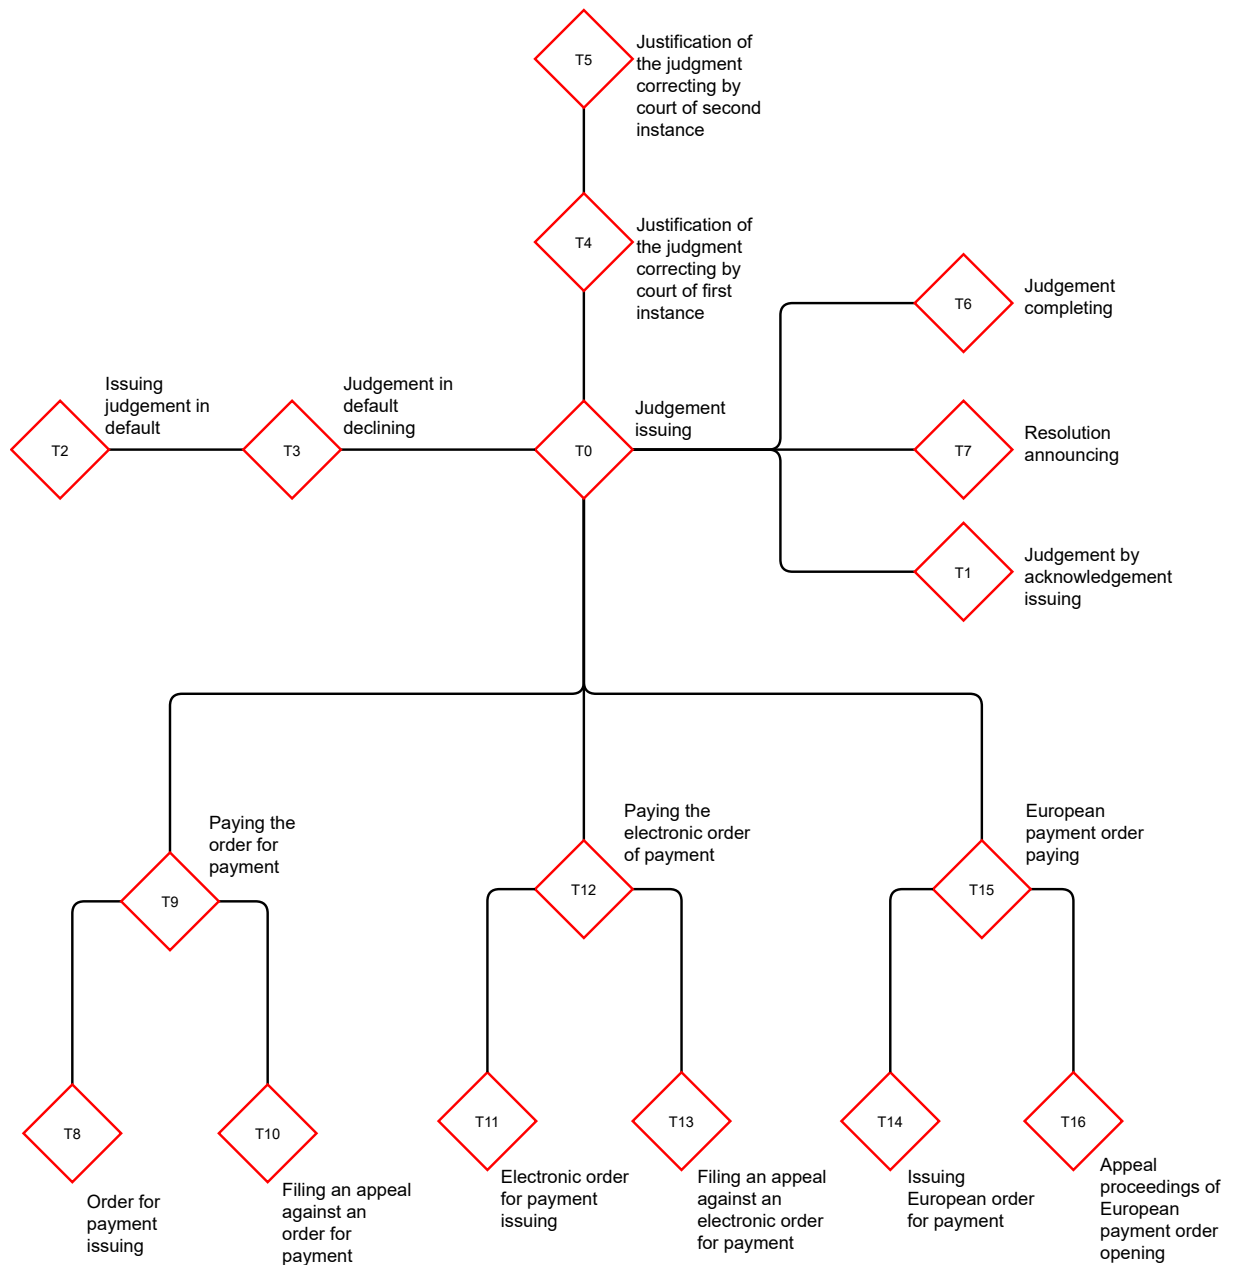 T5
Justification of
the judgment
correcting by
court of second
instance
T4
Justification of
the judgment
correcting by
court of first
instance
T6
Judgement
completing
Issuing
judgement in
default
Judgement in
default
declining
Judgement
issuing
T2
T3
T0
T7
Resolution
announcing
T1
Judgement by
acknowledgement
issuing
Paying the
order for
payment
T9
Paying the
electronic order
of payment
T12
European
payment order
paying
T15
T8
Order for
payment
issuing
T10
Filing an appeal
against an
order for
payment
T11
Electronic order
for payment
issuing
T13
Filing an appeal
against an
electronic order
for payment
T14
Issuing
European order
for payment
T16
Appeal
proceedings of
European
payment order
opening